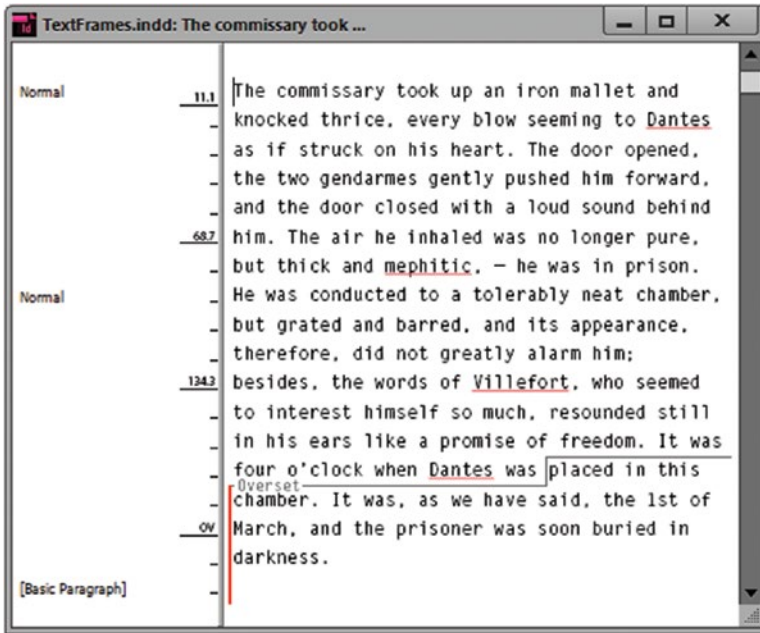 Id TextFrames.indd: The commissary took ...
Normal 11.1 The commissary took up an iron mallet and
knocked thrice, every blow seeming to Dantes
as if struck on his heart. The door opened,
the two gendarmes gently pushed him forward,
and the door closed with a loud sound behind
68.7 him. The air he inhaled was no longer pure,
but thick and mephitic, — he was in prison.
Normal He was conducted to a tolerably neat chamber,
but grated and barred, and its appearance,
therefore, did not greatly alarm him;
134.3 besides, the words of Villefort, who seemed
to interest himself so much, resounded still
in his ears like a promise of freedom. It was
four o'clock when Dantes was placed in this
Overset
chamber. It was, as we have said, the 1st of
OV March, and the prisoner was soon buried in
darkness.
[Basic Paragraph]